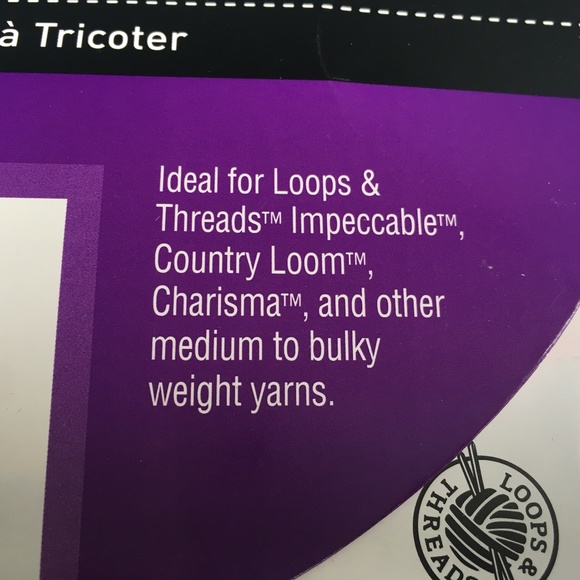 à Tricoter
Ideal for Loops &
Threads™ Impeccable™,
Country Loom™,
Charisma™, and other
medium to bulky
weight yarns.
LOOPS &
THREADS